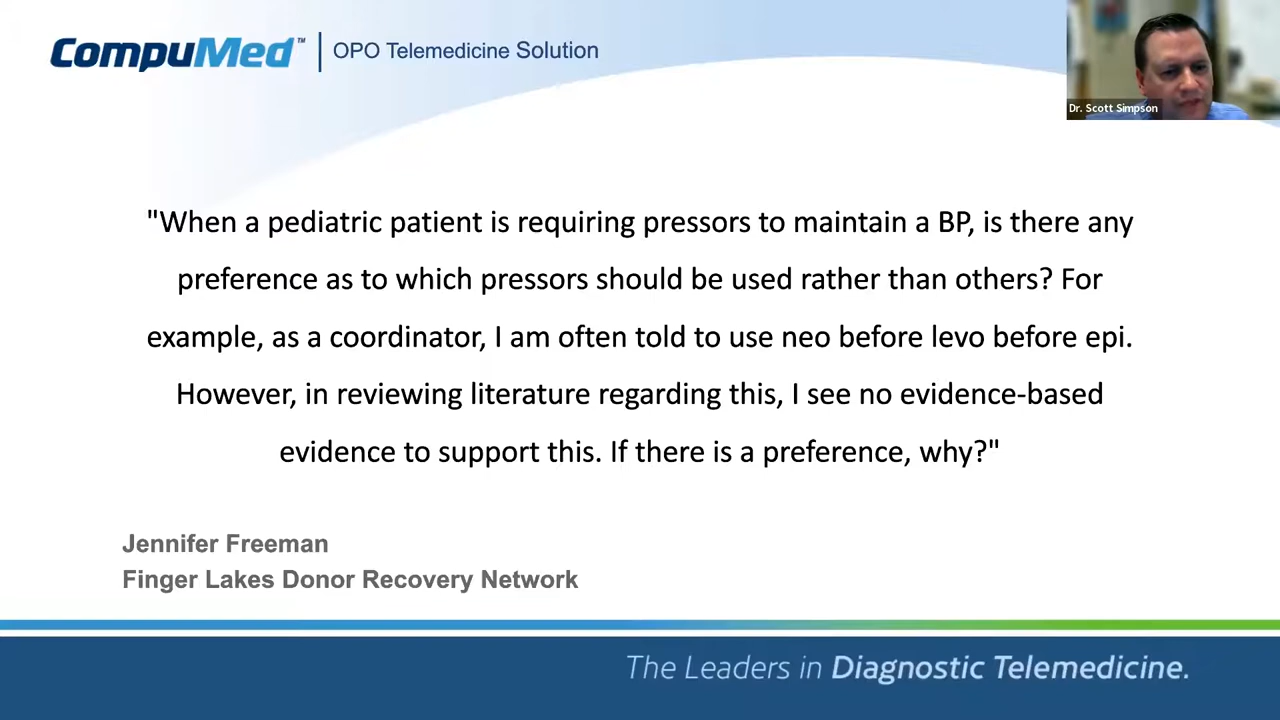 CompuMed™ | OPO Telemedicine Solution
Dr. Scott Simpson
"When a pediatric patient is requiring pressors to maintain a BP, is there any
preference as to which pressors should be used rather than others? For
example, as a coordinator, I am often told to use neo before levo before epi.
However, in reviewing literature regarding this, I see no evidence-based
evidence to support this. If there is a preference, why?"
Jennifer Freeman
Finger Lakes Donor Recovery Network
The Leaders in Diagnostic Telemedicine.